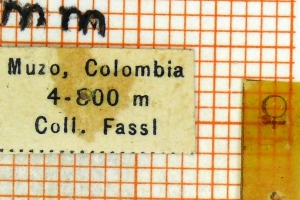 mm
Muzo, Colombia
4-800 m
Coll. Fassl
♀